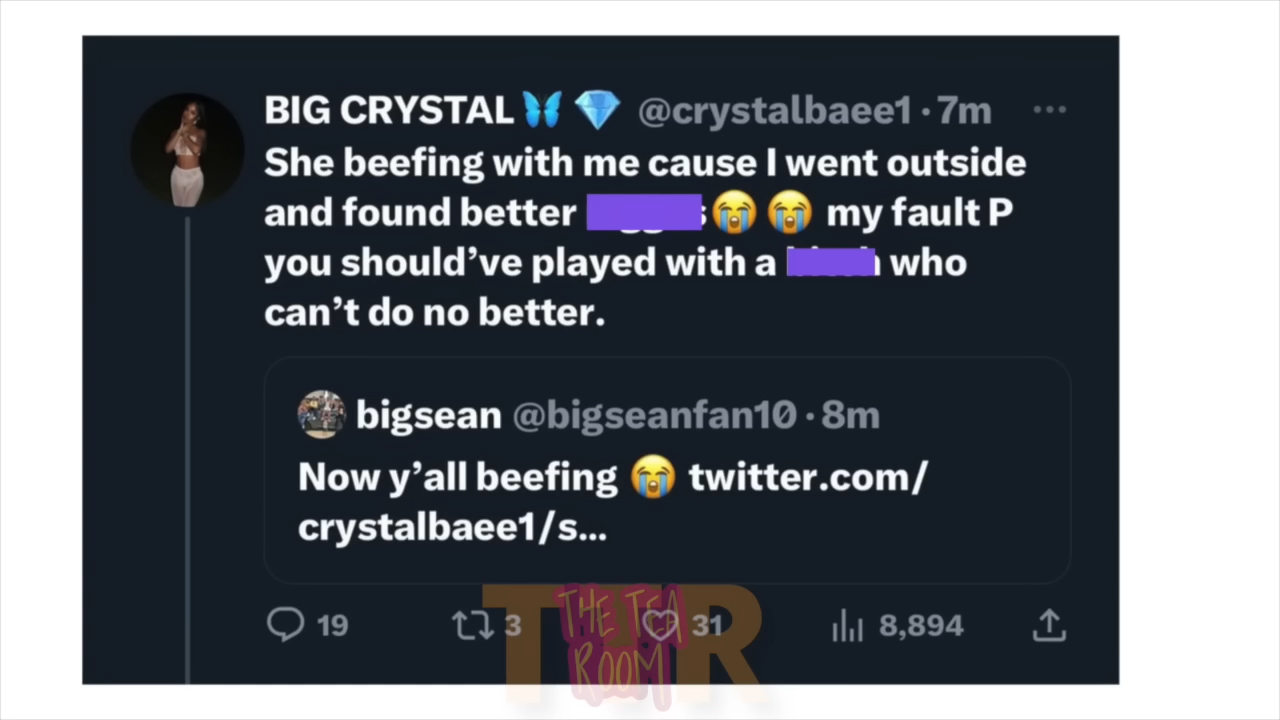 BIG CRYSTAL🦋💎 @crystalbaee1 · 7m
She beefing with me cause I went outside
and found better 😭😭 my fault P
you should’ve played with a who
can’t do no better.
bigsean @bigseanfan10 · 8m
Now y’all beefing 😭 twitter.com/
crystalbaee1/s...
19 3 31 8,894
TTR
THE TEA
ROOM